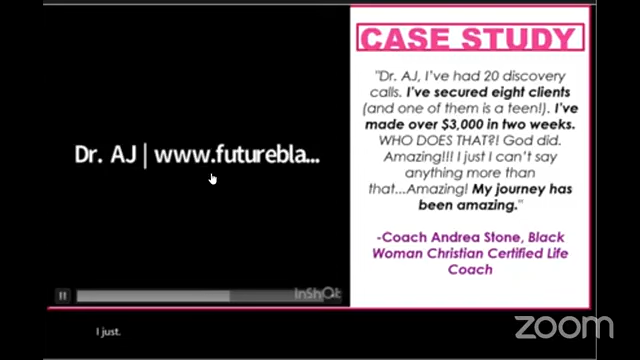 CASE STUDY
"Dr. AJ, I've had 20 discovery
calls. I've secured eight clients
(and one of them is a teen!). I've
made over $3,000 in two weeks.
WHO DOES THAT?! God did.
Amazing!!! I just I can't say
anything more than
that...Amazing! My journey has
been amazing."
-Coach Andrea Stone, Black
Woman Christian Certified Life
Coach
Dr. AJ | www.futurebla...
InShOt
I just.
zoom